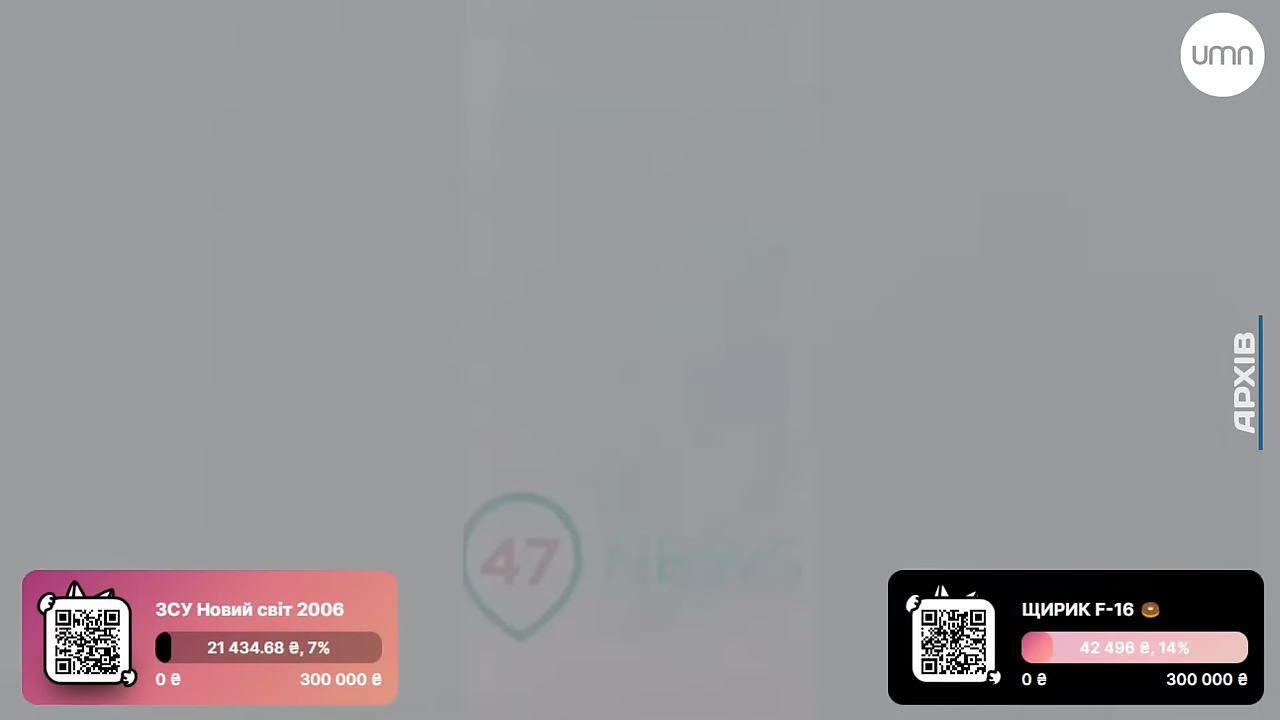 umn
АРХІВ
47 NEWS
ЗСУ Новий світ 2006
21 434.68 ₴, 7%
0 ₴ 300 000 ₴
ЩИРИК F-16
42 496 ₴, 14%
0 ₴ 300 000 ₴